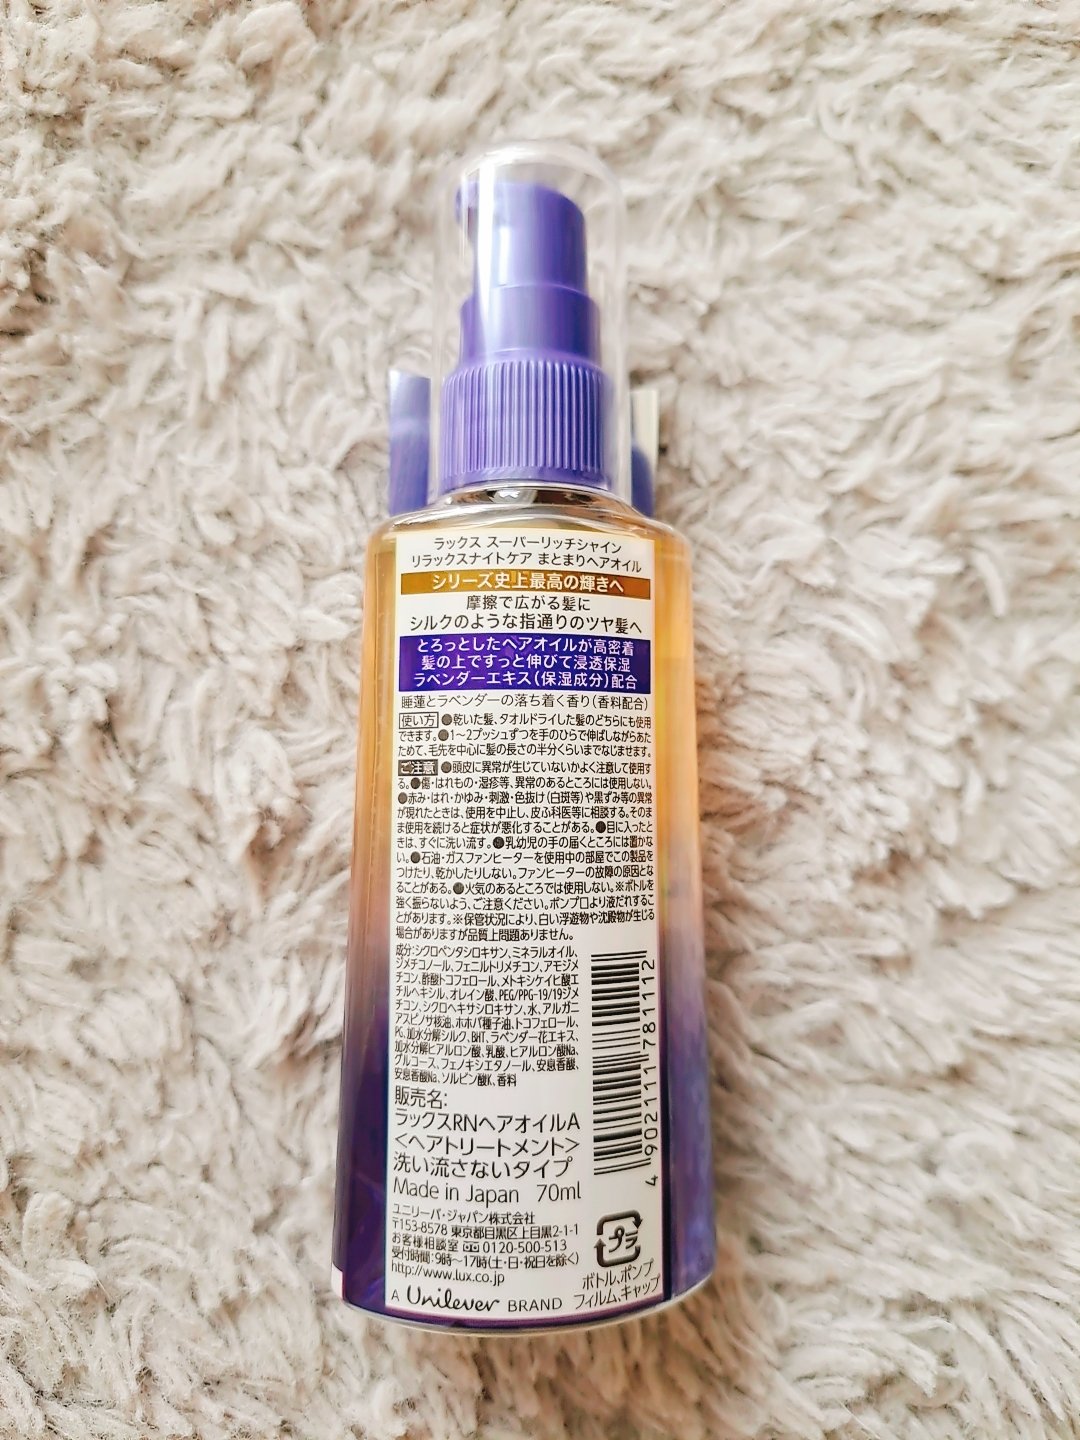 ラックス スーパーリッチシャイン
リラックスナイトケア まとまりヘアオイル
シリーズ史上最高の輝きへ
摩擦で広がる髪に
シルクのような指通りのツヤ髪へ
とろっとしたヘアオイルが高密着
髪の上ですっと伸びて浸透保湿
ラベンダーエキス(保湿成分)配合
睡蓮とラベンダーの落ち着く香り(香料配合)
使い方 ●乾いた髪、タオルドライした髪のどちらにも使用
できます。●1〜2プッシュずつを手のひらで伸ばしながらあた
ためて、毛先を中心に髪の長さの半分くらいまでなじませます。
ご注意 ●頭皮に異常が生じていないかよく注意して使用す
る。●傷・はれもの・湿疹等、異常のあるところには使用しない。
●赤み・はれ・かゆみ・刺激・色抜け(白斑等)や黒ずみ等の異常
が現れたときは、使用を中止し、皮ふ科医等に相談する。そのま
ま使用を続けると症状が悪化することがある。●目に入ったと
きは、すぐに洗い流す。●乳幼児の手の届くところには置かな
い。●石油・ガスファンヒーターを使用中の部屋でこの製品を
つけたり、乾かしたりしない。ファンヒーターの故障の原因とな
ることがある。●火気のあるところでは使用しない。※ボトルを
強く振らないよう、ご注意ください。ポンプ口より液だれするこ
とがあります。※保管状況により、白い浮遊物や沈殿物が生じる
場合がありますが品質上問題ありません。
成分:シクロペンタシロキサン、ミネラルオイル、
ジメチコノール、フェニルトリメチコン、アモジメ
チコン、酢酸トコフェロール、メトキシケイヒ酸エ
チルヘキシル、オレイン酸、PEG/PPG-19/19ジメ
チコン、シクロヘキサシロキサン、水、アルガニ
アスピノサ核油、ホホバ種子油、トコフェロール、
PG、加水分解シルク、BHT、ラベンダー花エキス、
加水分解ヒアルロン酸、乳酸、ヒアルロン酸Na、
グルコース、フェノキシエタノール、安息香酸、
安息香酸Na、ソルビン酸K、香料
販売名:
ラックスRNヘアオイルA
<ヘアトリートメント>
洗い流さないタイプ
Made in Japan 70ml
4 902111 781112
ユニリーバ・ジャパン株式会社
〒153-8578 東京都目黒区上目黒2-1-1
お客様相談室 0120-500-513
受付時間:9時〜17時(土・日・祝日を除く)
http://www.lux.co.jp
A Unilever BRAND
プラ
ボトル、ポンプ
フィルム、キャップ